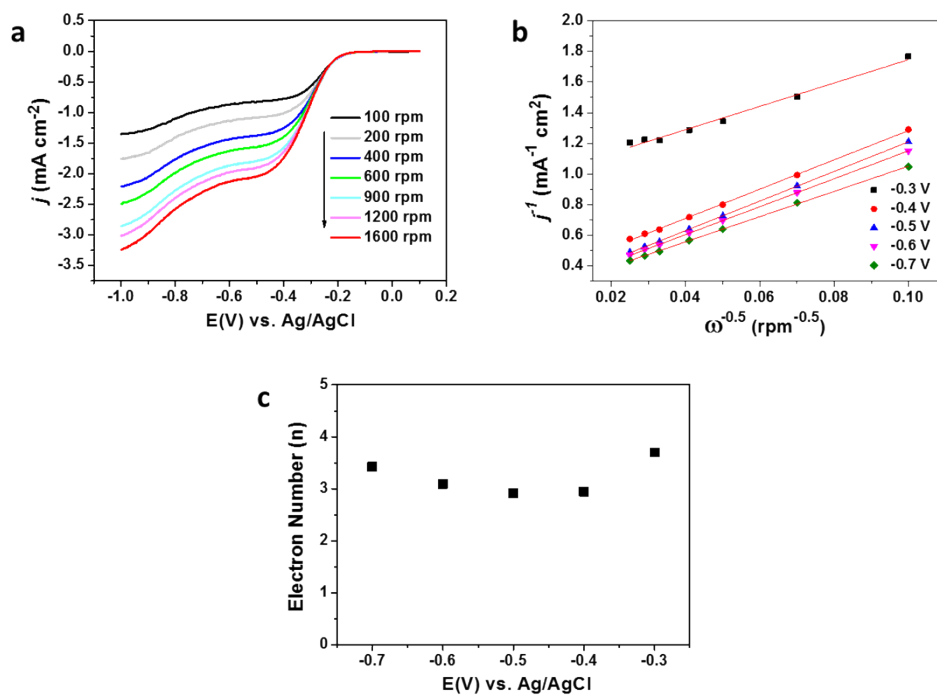 a
0.0
-0.5
-1.0
-1.5
-2.0
-2.5
-3.0
-3.5
j (mA cm-2)
100 rpm
200 rpm
400 rpm
600 rpm
900 rpm
1200 rpm
1600 rpm
-1.0 -0.8 -0.6 -0.4 -0.2 0.0
E(V) vs. Ag/AgCl
b
2.0
1.8
1.6
1.4
1.2
1.0
0.8
0.6
0.4
j-1 (mA-1 cm2)
-0.3 V
-0.4 V
-0.5 V
-0.6 V
-0.7 V
0.02 0.04 0.06 0.08 0.10
ω-0.5 (rpm-0.5)
c
5
4
3
2
1
0
Electron Number (n)
-0.7 -0.6 -0.5 -0.4 -0.3
E(V) vs. Ag/AgCl